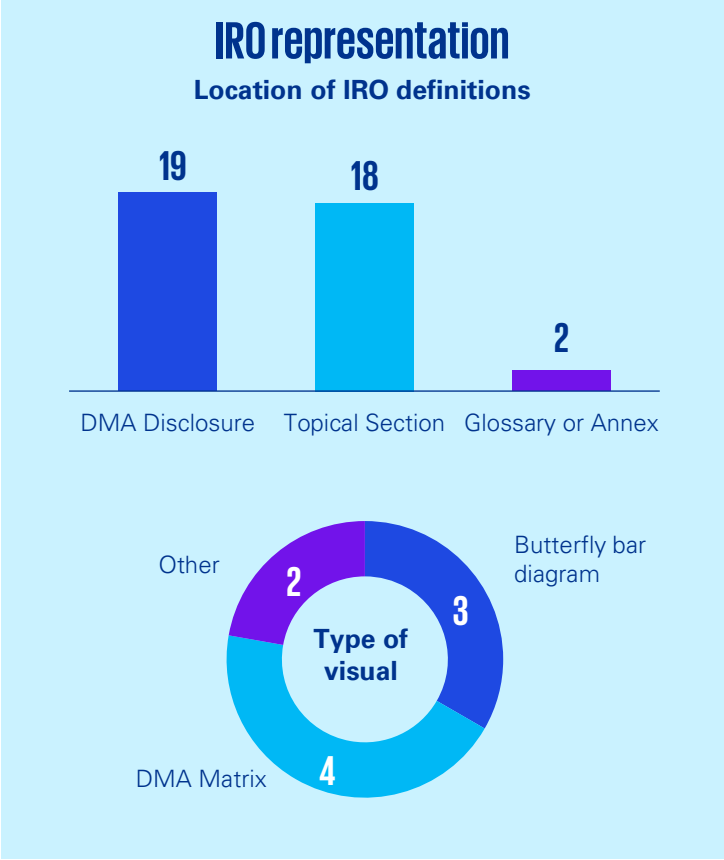 IRO representation
Location of IRO definitions
19
18
2
DMA Disclosure
Topical Section
Glossary or Annex
Butterfly bar
diagram
Other
2
3
Type of
visual
4
DMA Matrix